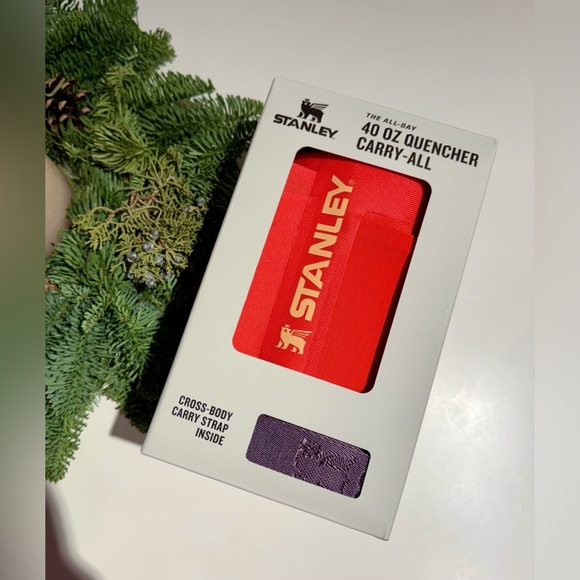 STANLEY
THE ALL-DAY
40 OZ QUENCHER
CARRY-ALL
STANLEY
CROSS-BODY
CARRY STRAP
INSIDE